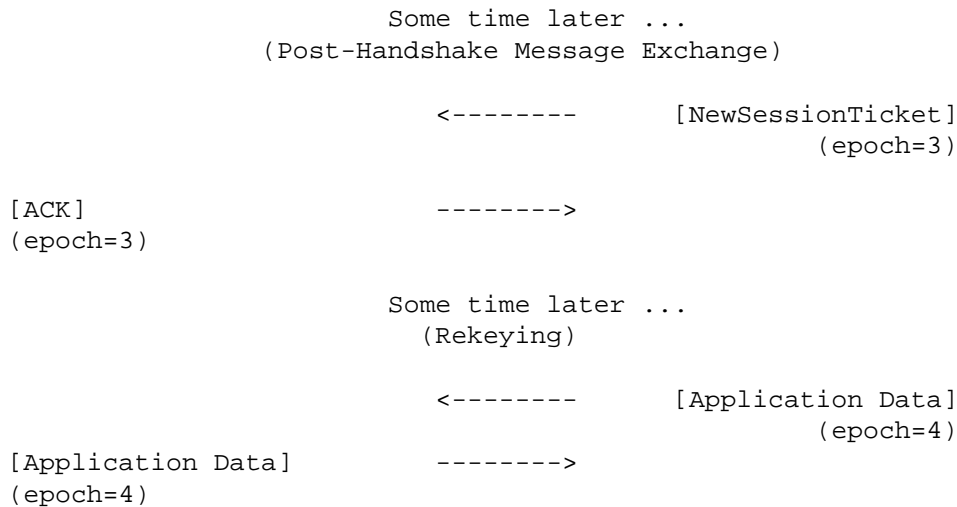 Some time later ...
(Post-Handshake Message Exchange)
<-------- [NewSessionTicket]
(epoch=3)
[ACK] -------->
(epoch=3)
Some time later ...
(Rekeying)
<-------- [Application Data]
(epoch=4)
[Application Data] -------->
(epoch=4)